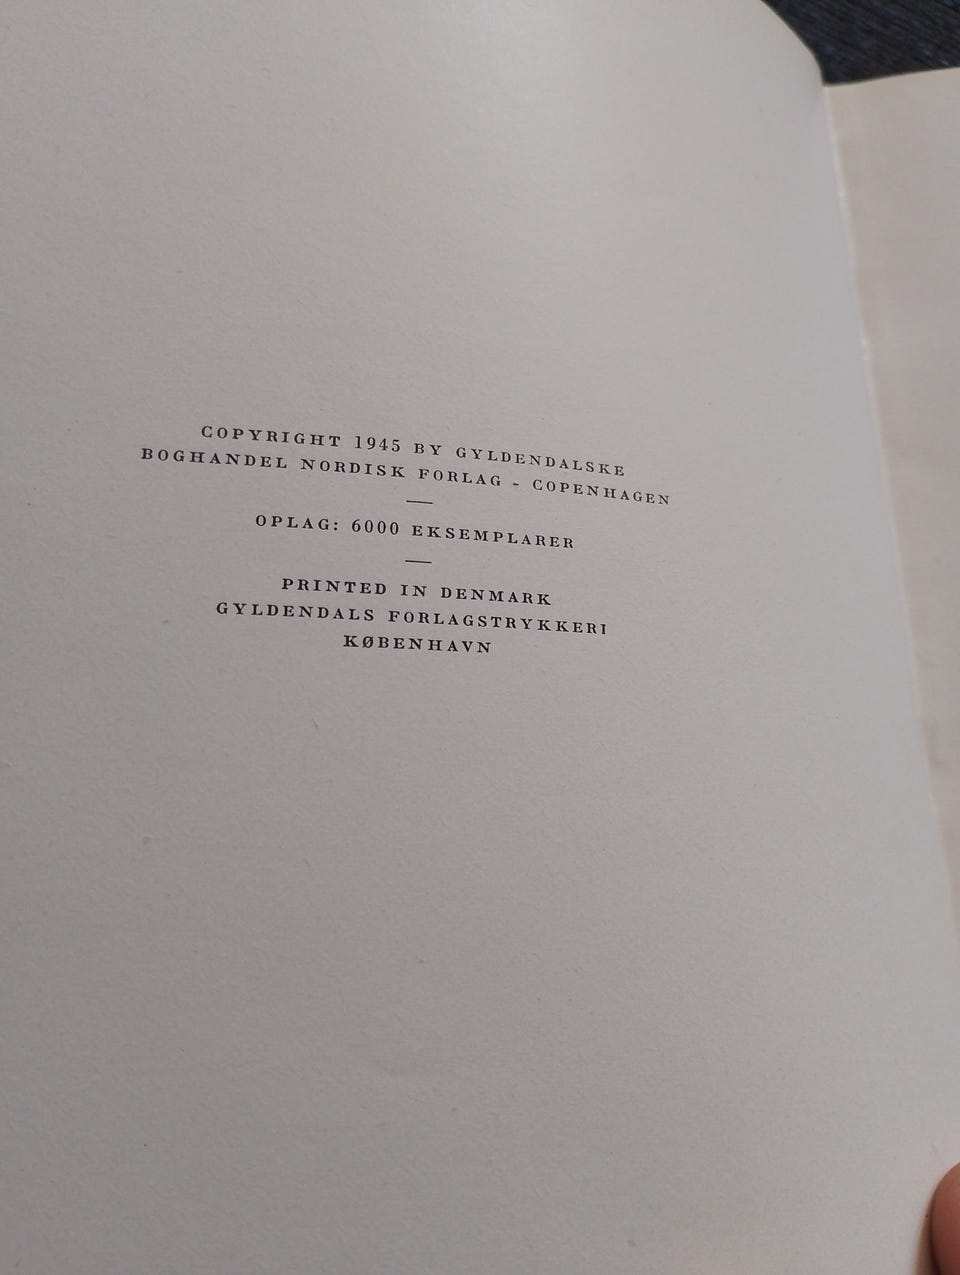 COPYRIGHT 1945 BY GYLDENDALSKE
BOGHANDEL NORDISK FORLAG - COPENHAGEN
OPLAG: 6000 EKSEMPLARER
PRINTED IN DENMARK
GYLDENDALS FORLAGSTRYKKERI
KØBENHAVN